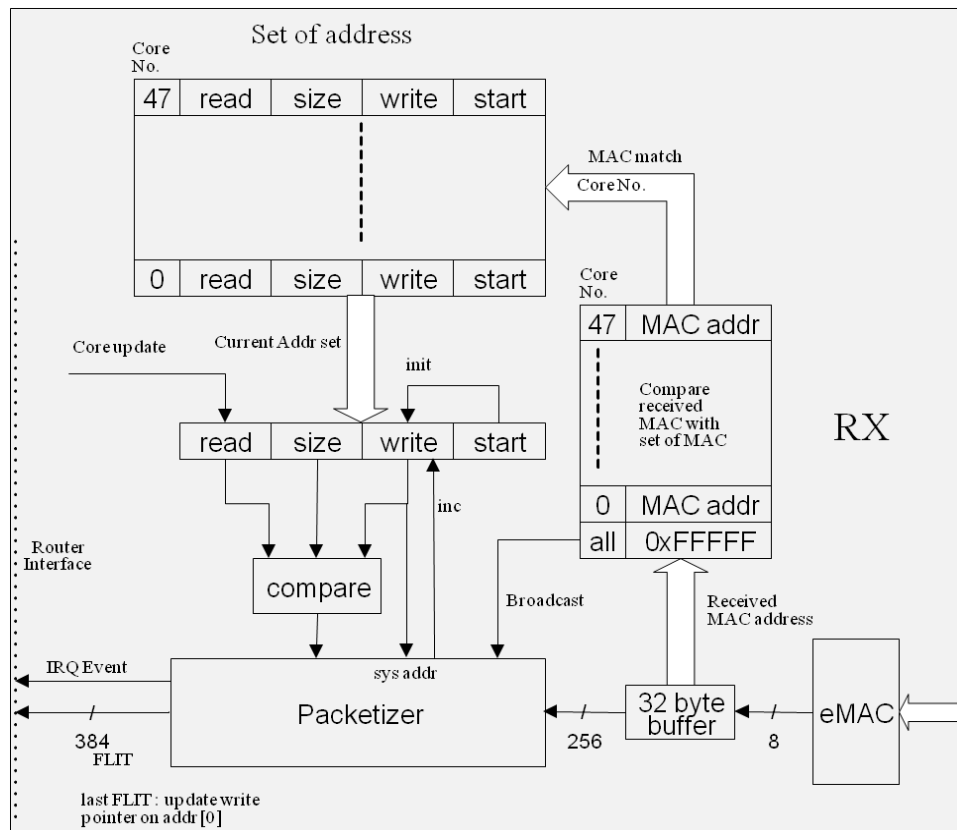 Set of address
Core
No.
47 read size write start
MAC match
Core No.
0 read size write start
Core
No.
47 MAC addr
Current Addr set
Core update
init
Compare
received
MAC with
set of MAC
RX
read size write start
0 MAC addr
inc
all 0xFFFFF
Router
Interface
compare
Broadcast
Received
MAC address
IRQ Event
sys addr
Packetizer
32 byte
buffer
eMAC
384
FLIT
256
8
last FLIT : update write
pointer on addr [0]